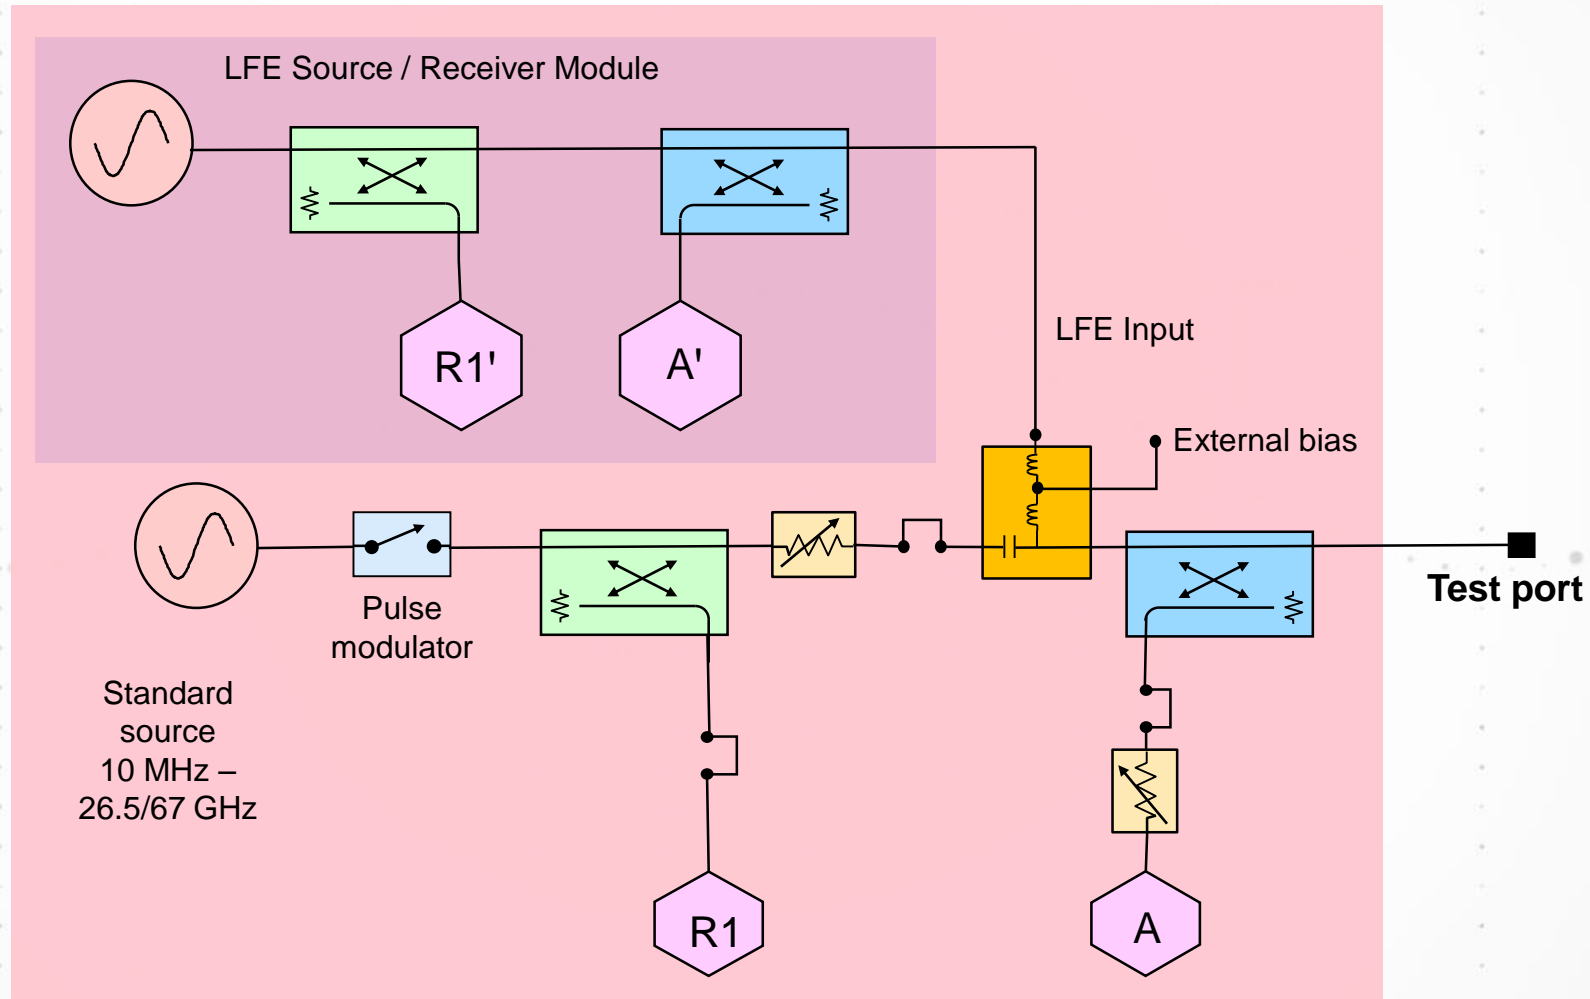 LFE Source / Receiver Module
R1'
A'
LFE Input
External bias
Pulse
modulator
Test port
Standard
source
10 MHz –
26.5/67 GHz
R1
A